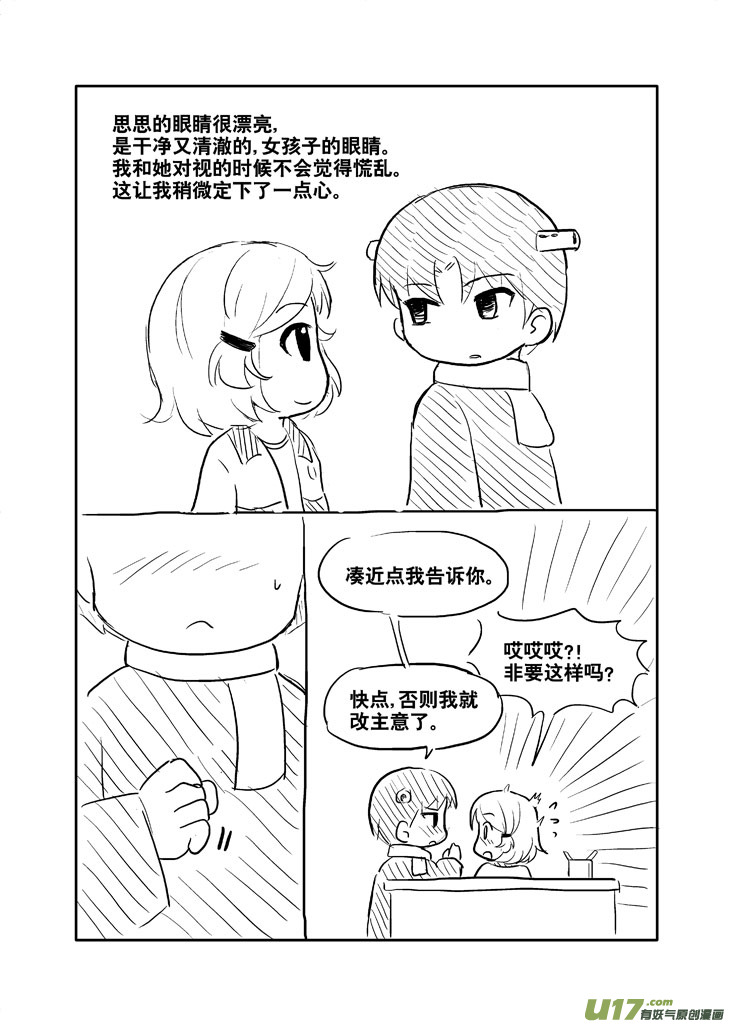 思思的眼睛很漂亮，
是干净又清澈的，女孩子的眼睛。
我和她对视的时候不会觉得慌乱。
这让我稍微定下了一点心。
凑近点我告诉你。
哎哎哎?!
非要这样吗?
快点，否则我就
改主意了。
U17.com
有妖气原创漫画